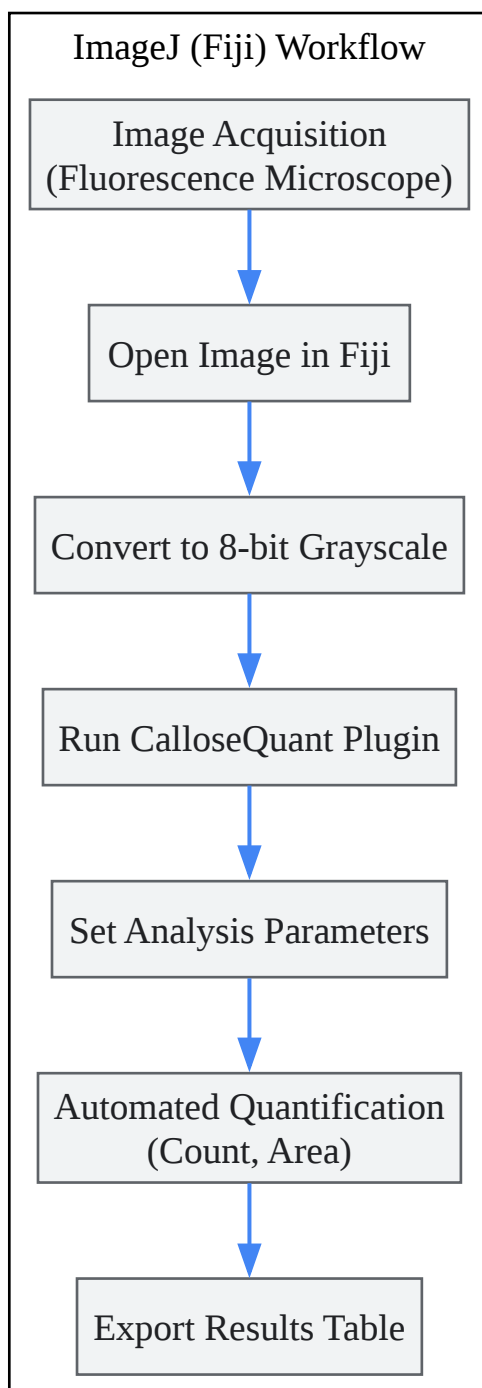 ImageJ (Fiji) Workflow
Image Acquisition
(Fluorescence Microscope)
Open Image in Fiji
Convert to 8-bit Grayscale
Run CalloseQuant Plugin
Set Analysis Parameters
Automated Quantification
(Count, Area)
Export Results Table